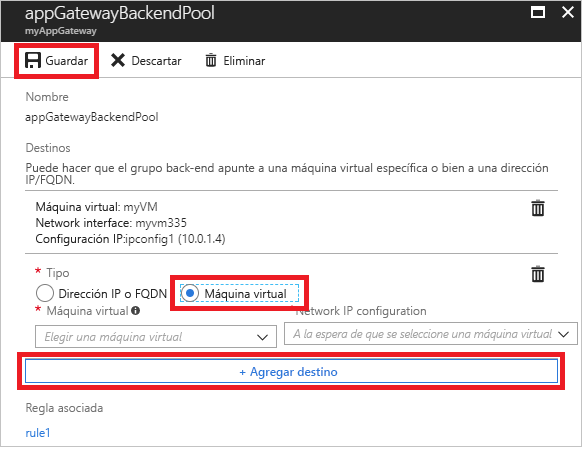 appGatewayBackendPool
myAppGateway
Guardar Descartar Eliminar
Nombre
appGatewayBackendPool
Destinos
Puede hacer que el grupo back-end apunte a una máquina virtual específica o bien a una dirección
IP/FQDN.
Máquina virtual: myVM
Network interface: myvm335
Configuración IP:ipconfig1 (10.0.1.4)
* Tipo
Dirección IP o FQDN Máquina virtual
* Máquina virtual Network IP configuration
Elegir una máquina virtual A la espera de que se seleccione una máquina virtual
+ Agregar destino
Regla asociada
rule1